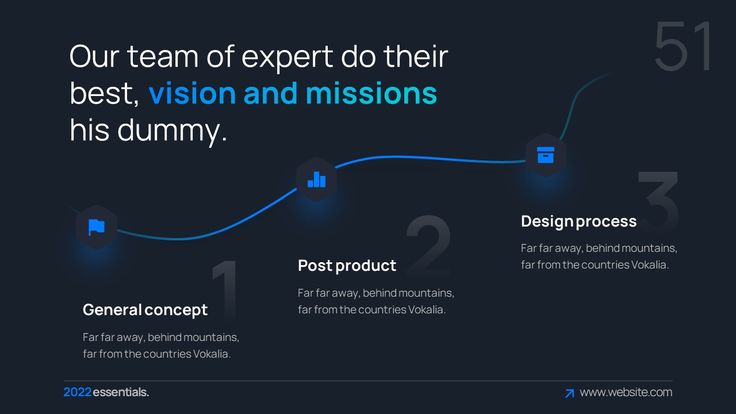 51
Our team of expert do their
best, vision and missions
his dummy.
1
General concept
Far far away, behind mountains,
far from the countries Vokalia.
2
Post product
Far far away, behind mountains,
far from the countries Vokalia.
3
Design process
Far far away, behind mountains,
far from the countries Vokalia.
2022 essentials.
www.website.com